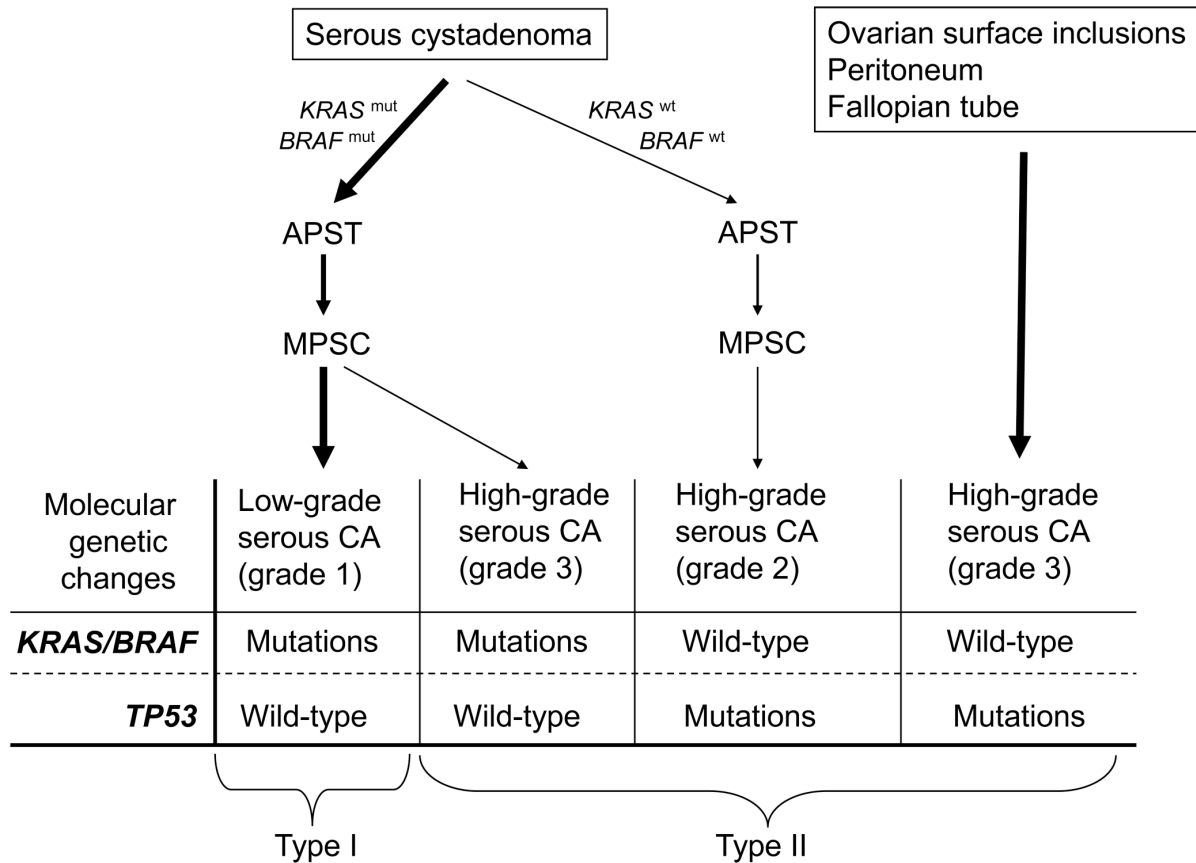 Serous cystadenoma
Ovarian surface inclusions
Peritoneum
Fallopian tube
KRAS mut
BRAF mut
KRAS wt
BRAF wt
APST
APST
MPSC
MPSC
Molecular
genetic
changes
Low-grade
serous CA
(grade 1)
High-grade
serous CA
(grade 3)
High-grade
serous CA
(grade 2)
High-grade
serous CA
(grade 3)
KRAS/BRAF Mutations Mutations Wild-type Wild-type
TP53 Wild-type Wild-type Mutations Mutations
Type I Type II